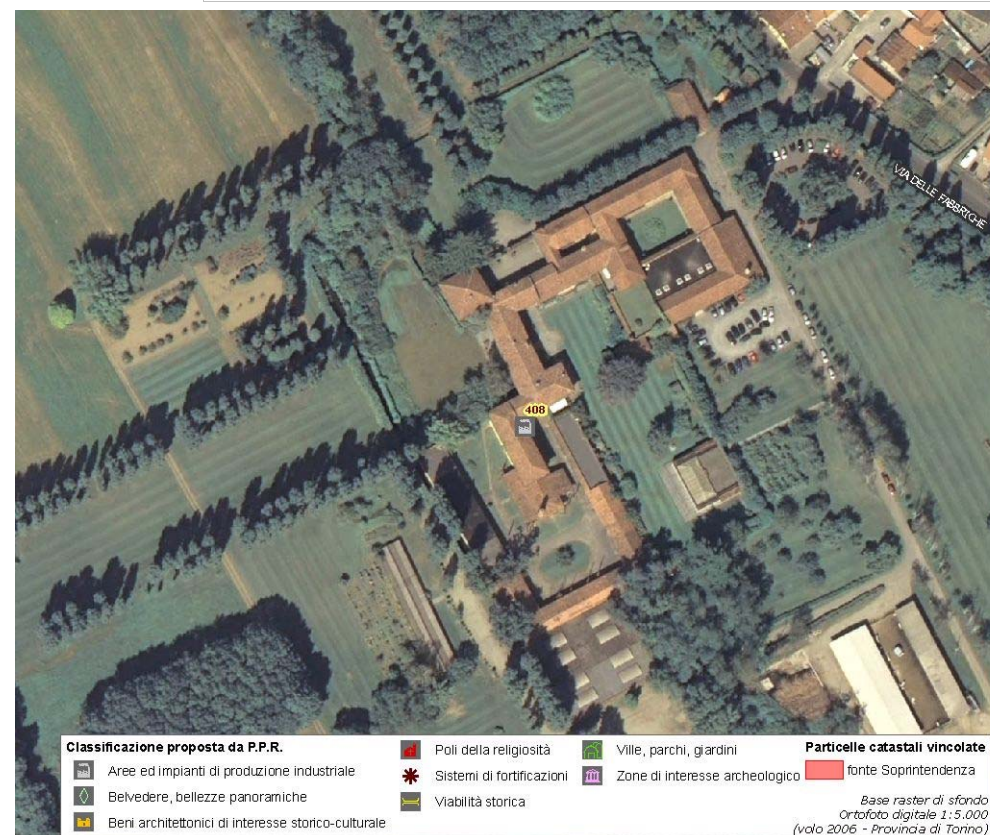 VIA DELLE FABBRICHE
408
Classificazione proposta da P.P.R.
Aree ed impianti di produzione industriale
Belvedere, bellezze panoramiche
Beni architettonici di interesse storico-culturale
Poli della religiosità
Sistemi di fortificazioni
Viabilità storica
Ville, parchi, giardini
Zone di interesse archeologico
Particelle catastali vincolate
fonte Soprintendenza
Base raster di sfondo
Ortofoto digitale 1:5.000
(volo 2006 - Provincia di Torino)